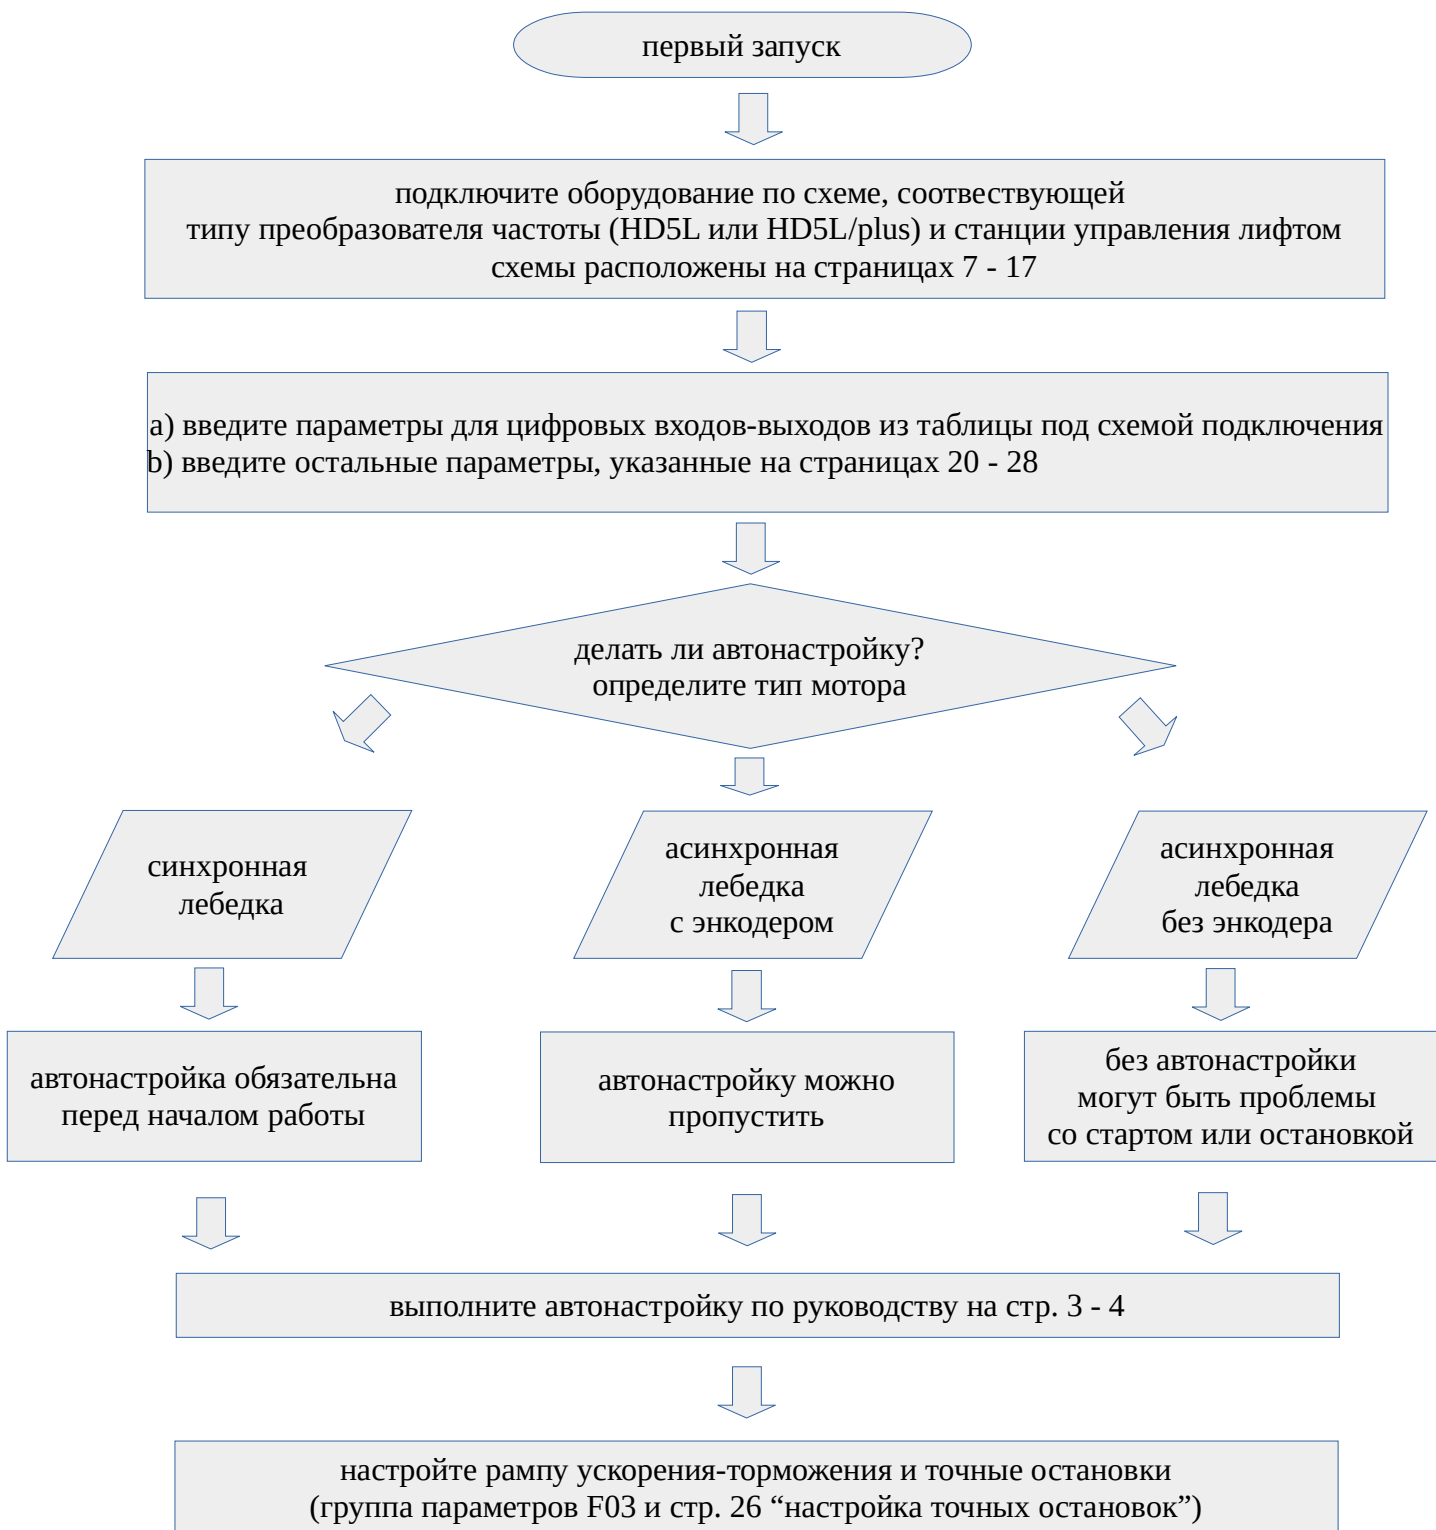 первый запуск
подключите оборудование по схеме, соотвествующей
типу преобразователя частоты (HD5L или HD5L/plus) и станции управления лифтом
схемы расположены на страницах 7 - 17
a) введите параметры для цифровых входов-выходов из таблицы под схемой подключения
b) введите остальные параметры, указанные на страницах 20 - 28
делать ли автонастройку?
определите тип мотора
синхронная
лебедка
асинхронная
лебедка
с энкодером
асинхронная
лебедка
без энкодера
автонастройка обязательна
перед началом работы
автонастройку можно
пропустить
без автонастройки
могут быть проблемы
со стартом или остановкой
выполните автонастройку по руководству на стр. 3 - 4
настройте рампу ускорения-торможения и точные остановки
(группа параметров F03 и стр. 26 “настройка точных остановок”)